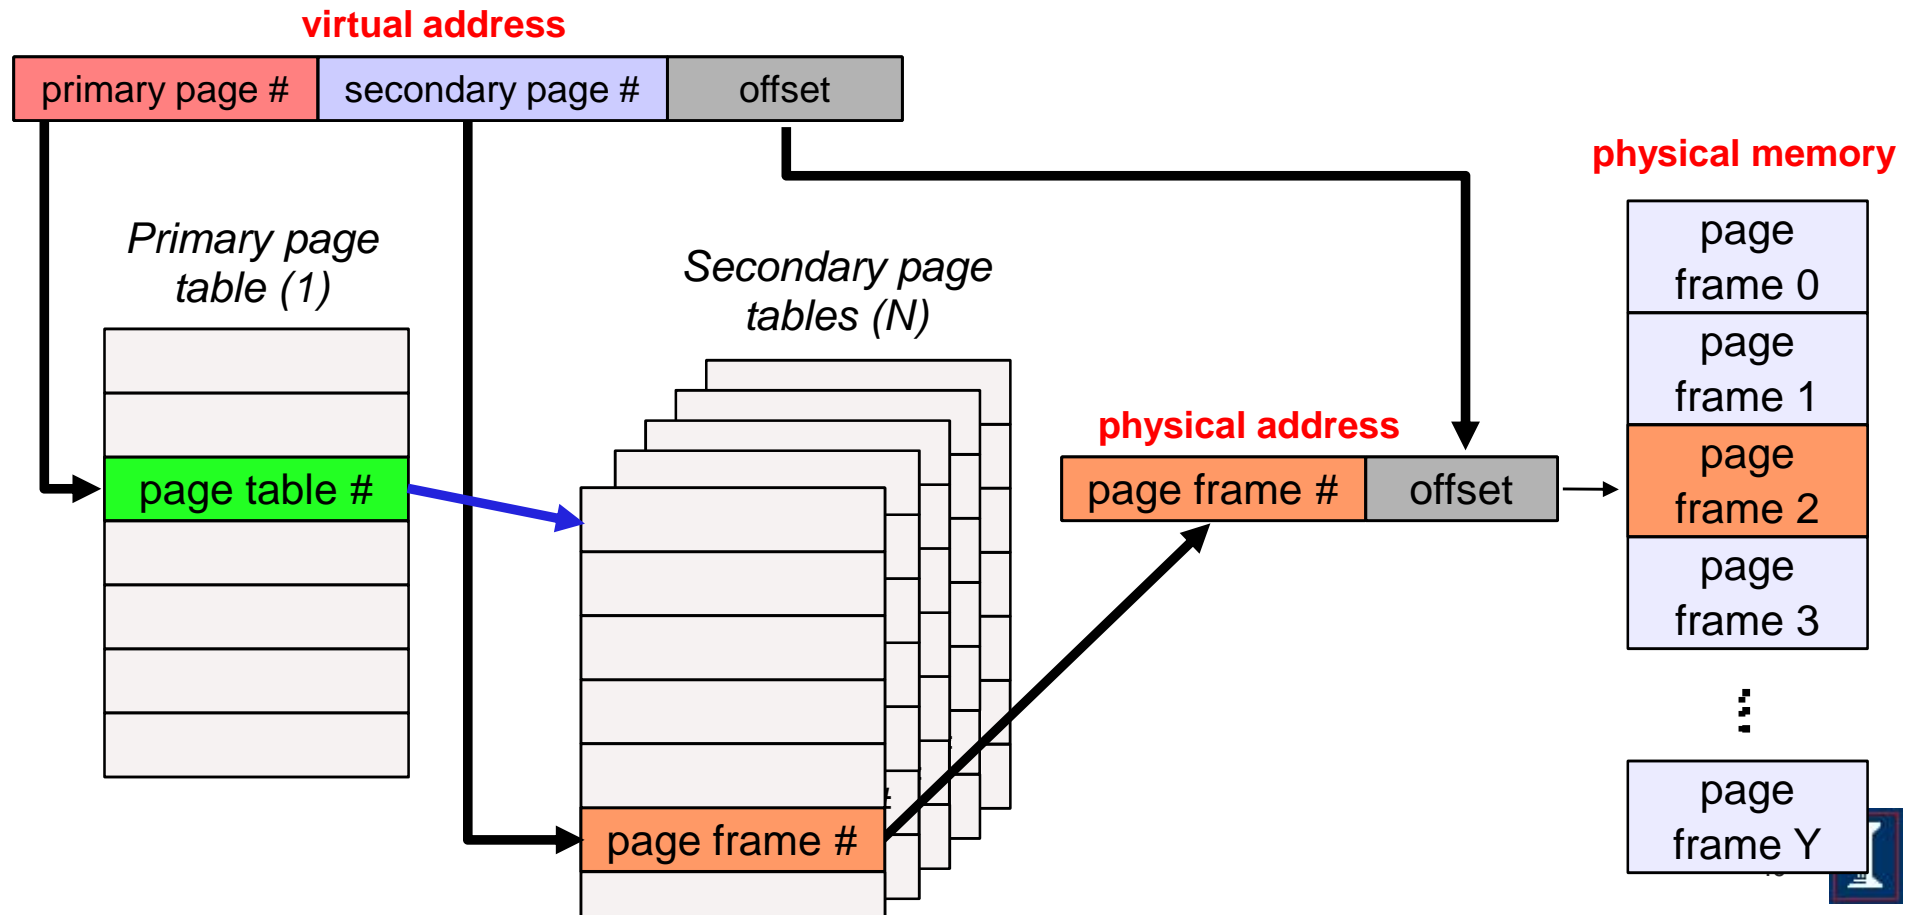 virtual address
primary page #
secondary page #
offset
physical memory
Primary page
table (1)
Secondary page
tables (N)
page
frame 0
page
frame 1
physical address
page table #
page frame #
offset
page
frame 2
page
frame 3
page frame #
page
frame Y